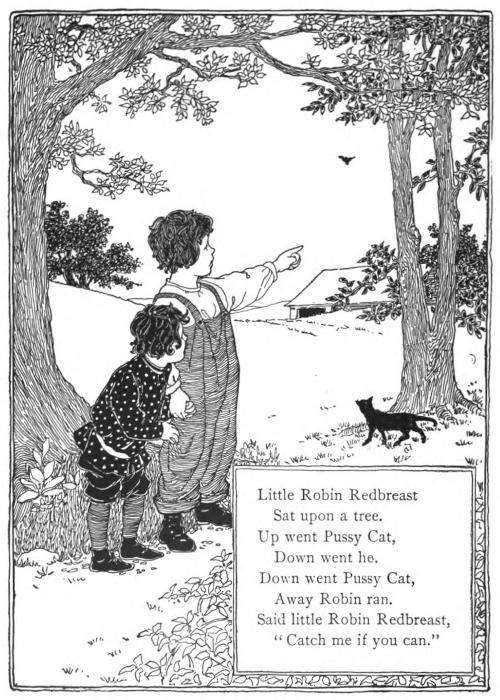 Little Robin Redbreast
Sat upon a tree.
Up went Pussy Cat,
Down went he.
Down went Pussy Cat,
Away Robin ran.
Said little Robin Redbreast,
"Catch me if you can."